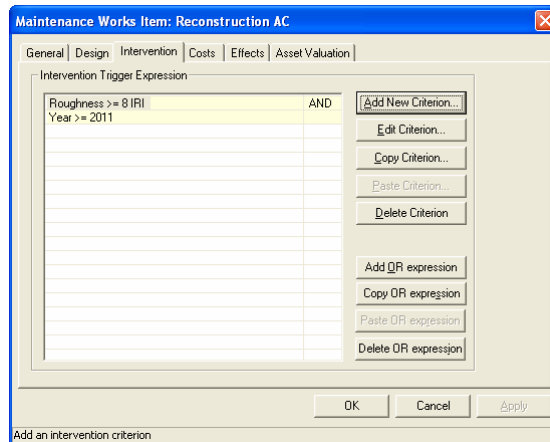 Maintenance Works Item: Reconstruction AC
General Design Intervention Costs Effects Asset Valuation
Intervention Trigger Expression
Roughness >= 8 IRI AND
Year >= 2011
Add New Criterion...
Edit Criterion...
Copy Criterion...
Paste Criterion...
Delete Criterion
Add OR expression
Copy OR expression
Paste OR expression
Delete OR expression
OK Cancel Apply
Add an intervention criterion